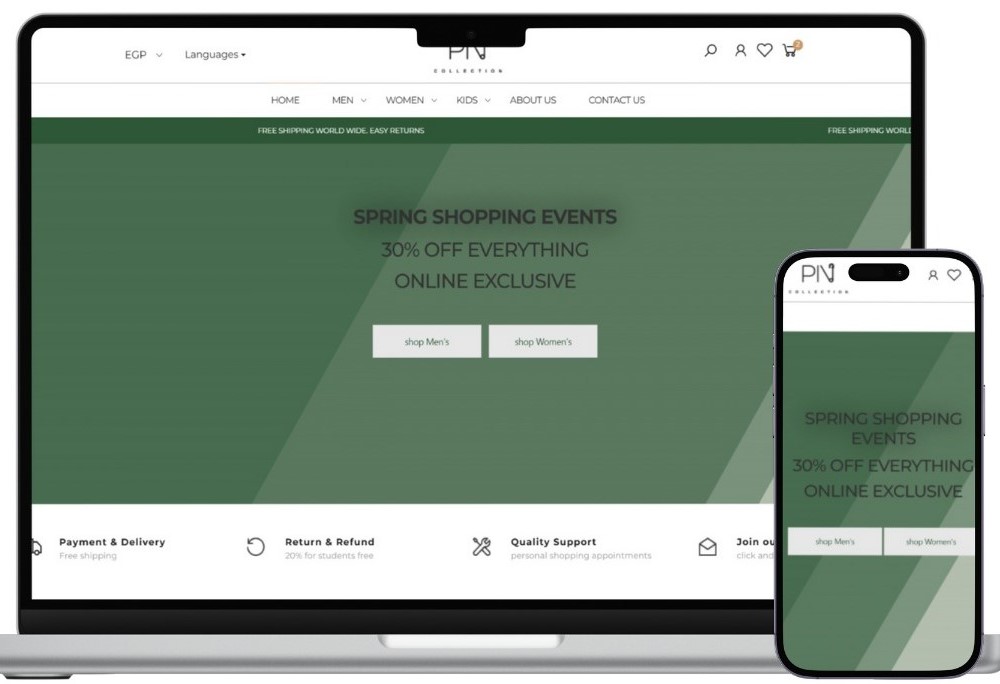 EGP
Languages
PIN
COLLECTION
2
HOME MEN WOMEN KIDS ABOUT US CONTACT US
FREE SHIPPING WORLD WIDE. EASY RETURNS
FREE SHIPPING WORL
SPRING SHOPPING EVENTS
30% OFF EVERYTHING
ONLINE EXCLUSIVE
shop Men's
shop Women's
Payment & Delivery
Free shipping
Return & Refund
20% for students free
Quality Support
personal shopping appointments
Join ou
click and
PIN
COLLECTION
SPRING SHOPPING
EVENTS
30% OFF EVERYTHING
ONLINE EXCLUSIVE
shop Men's
shop Women's